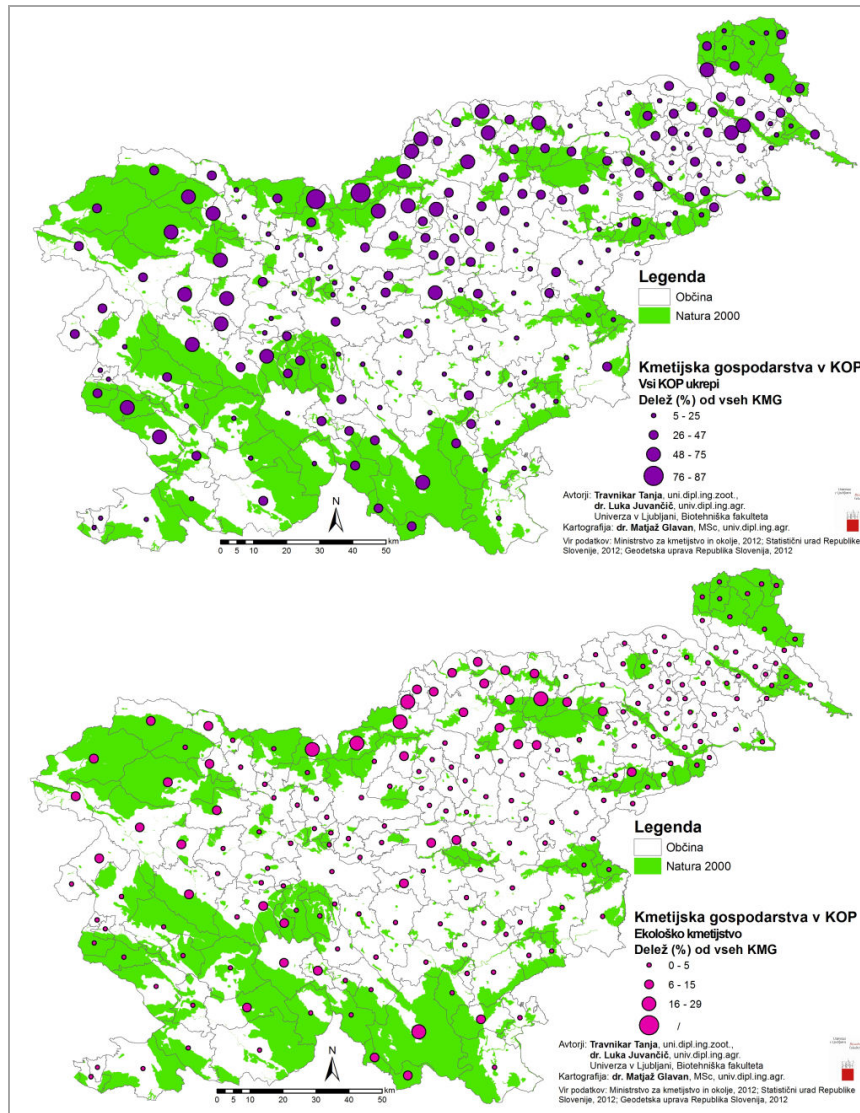 Legenda
Občina
Natura 2000
Kmetijska gospodarstva v KOP
Vsi KOP ukrepi
Delež (%) od vseh KMG
5 - 25
26 - 47
48 - 75
76 - 87
N
0 5 10 20 30 40 50
km
Avtorji: Travnikar Tanja, uni.dipl.ing.zoot.,
dr. Luka Juvančič, uni.dipl.ing.agr.
Univerza v Ljubljani, Biotehniška fakulteta
Kartografija: dr. Matjaž Glavan, MSc, univ.dipl.ing.agr.
Vir podatkov: Ministrstvo za kmetijstvo in okolje, 2012; Statistični urad Republike
Slovenije, 2012; Geodetska uprava Republika Slovenija, 2012
Legenda
Občina
Natura 2000
Kmetijska gospodarstva v KOP
Ekološko kmetijstvo
Delež (%) od vseh KMG
0 - 5
6 - 15
16 - 29
/
N
0 5 10 20 30 40 50
km
Avtorji: Travnikar Tanja, uni.dipl.ing.zoot.,
dr. Luka Juvančič, univ.dipl.ing.agr.
Univerza v Ljubljani, Biotehniška fakulteta
Kartografija: dr. Matjaž Glavan, MSc, univ.dipl.ing.agr.
Vir podatkov: Ministrstvo za kmetijstvo in okolje, 2012; Statistični urad Republike
Slovenije, 2012; Geodetska uprava Republika Slovenija, 2012